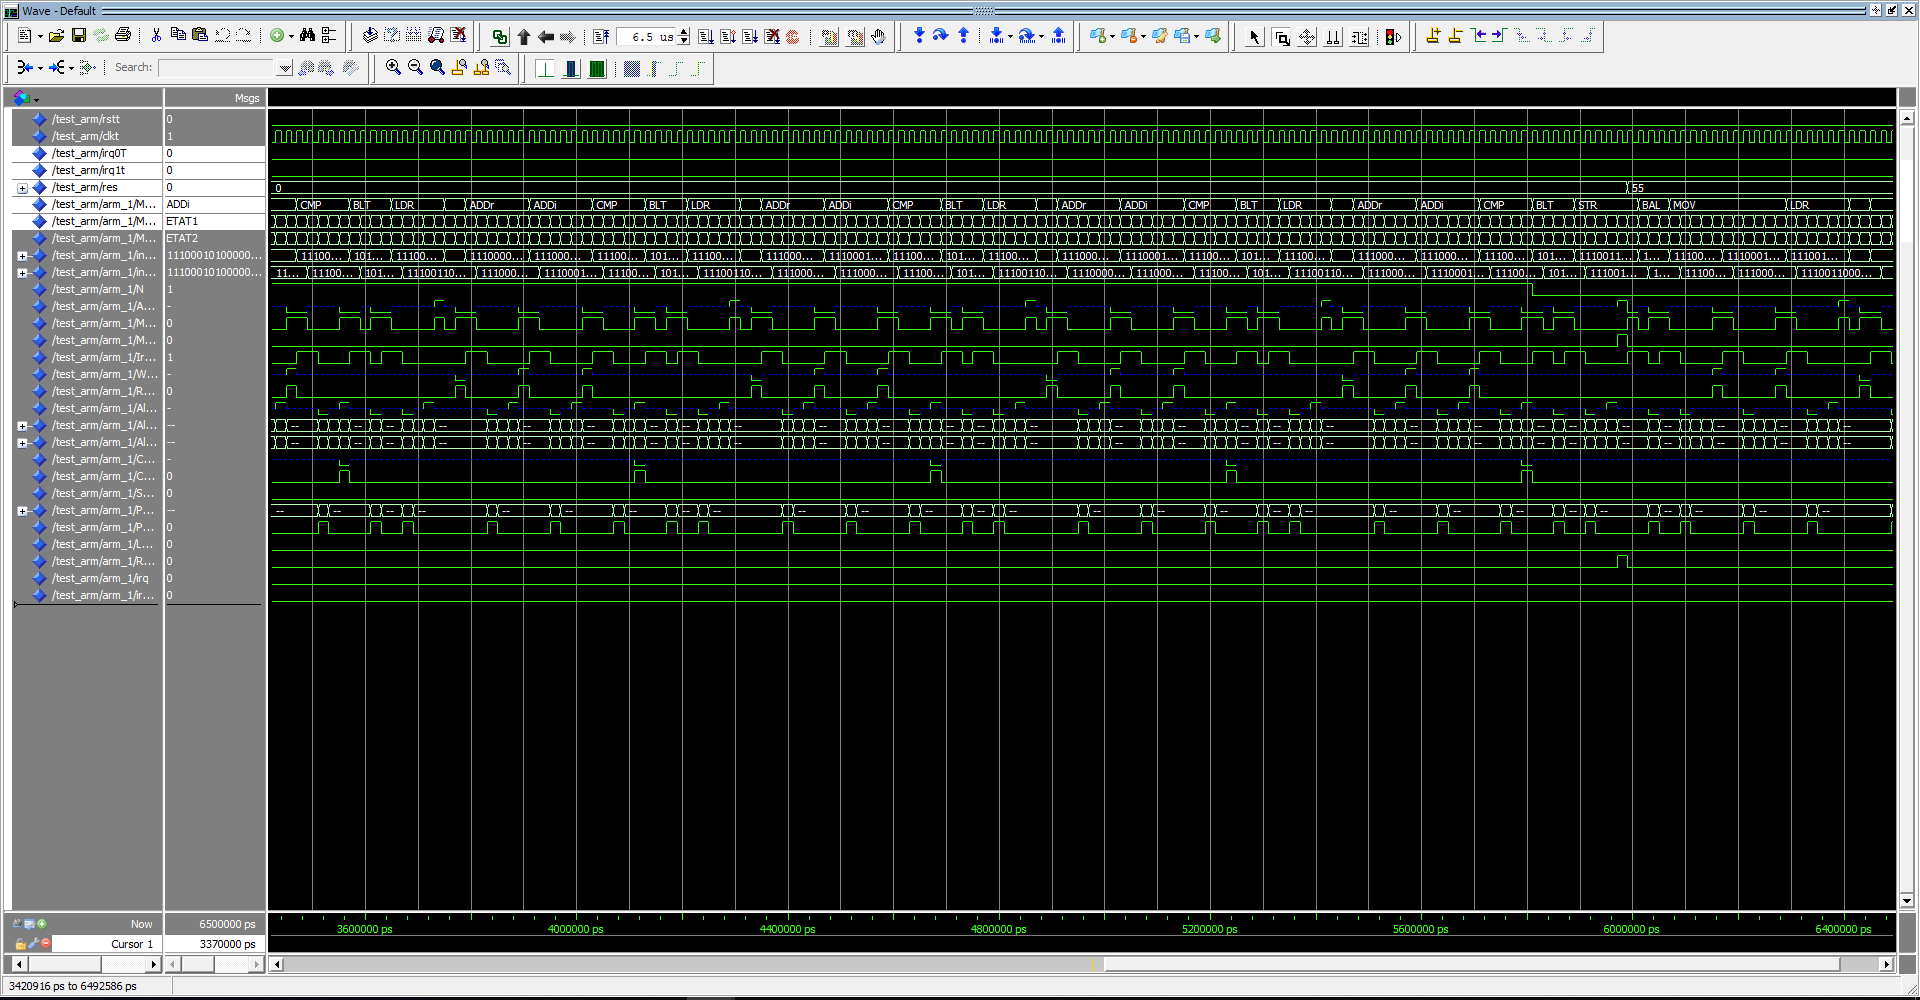 Wave - Default
6.5 us
Search:
Msgs
/test_arm/rstt 0
/test_arm/clkt 1
/test_arm/irq0T 0
/test_arm/irq1t 0
/test_arm/res 0 0 55
/test_arm/arm_1/M... ADDi CMP BLT LDR ADDr ADDi CMP BLT LDR ADDr ADDi CMP BLT LDR ADDr ADDi CMP BLT LDR ADDr ADDi CMP BLT STR BAL MOV LDR
/test_arm/arm_1/M... ETAT1
/test_arm/arm_1/M... ETAT2
/test_arm/arm_1/in... 11100010100000... 11100... 101... 11100... 1110000... 111000... 11100... 101... 11100... 111000... 1110001... 11100... 101... 11100... 111000... 1110001... 11100... 101... 11100... 111000... 111000... 11100... 101... 1110011... 1... 11100... 1110001... 111001...
/test_arm/arm_1/in... 11100010100000... 11... 11100... 101... 11100110... 111000... 1110001... 11100... 101... 11100110... 1110000... 111000... 11100... 101... 11100110... 1110000... 111000... 11100... 101... 11100110... 111000... 1110001... 11100... 101... 1110001... 1... 11100... 111000... 1110011000...
/test_arm/arm_1/N 1
/test_arm/arm_1/A... -
/test_arm/arm_1/M... 0
/test_arm/arm_1/M... 0
/test_arm/arm_1/Ir... 1
/test_arm/arm_1/W... -
/test_arm/arm_1/R... 0
/test_arm/arm_1/Al... -
/test_arm/arm_1/Al... -- -- -- -- -- -- -- -- -- -- -- -- -- -- -- -- -- -- -- -- -- -- -- -- -- -- -- --
/test_arm/arm_1/Al... -- -- -- -- -- -- -- -- -- -- -- -- -- -- -- -- -- -- -- -- -- -- -- -- -- -- -- --
/test_arm/arm_1/C... -
/test_arm/arm_1/C... 0
/test_arm/arm_1/S... 0
/test_arm/arm_1/P... -- -- -- -- -- -- -- -- -- -- -- -- -- -- -- -- -- -- -- -- -- -- -- -- -- -- -- --
/test_arm/arm_1/P... 0
/test_arm/arm_1/L... 0
/test_arm/arm_1/R... 0
/test_arm/arm_1/irq 0
/test_arm/arm_1/ir... 0
Now 6500000 ps
Cursor 1 3370000 ps
3600000 ps 4000000 ps 4400000 ps 4800000 ps 5200000 ps 5600000 ps 6000000 ps 6400000 ps
3420916 ps to 6492586 ps